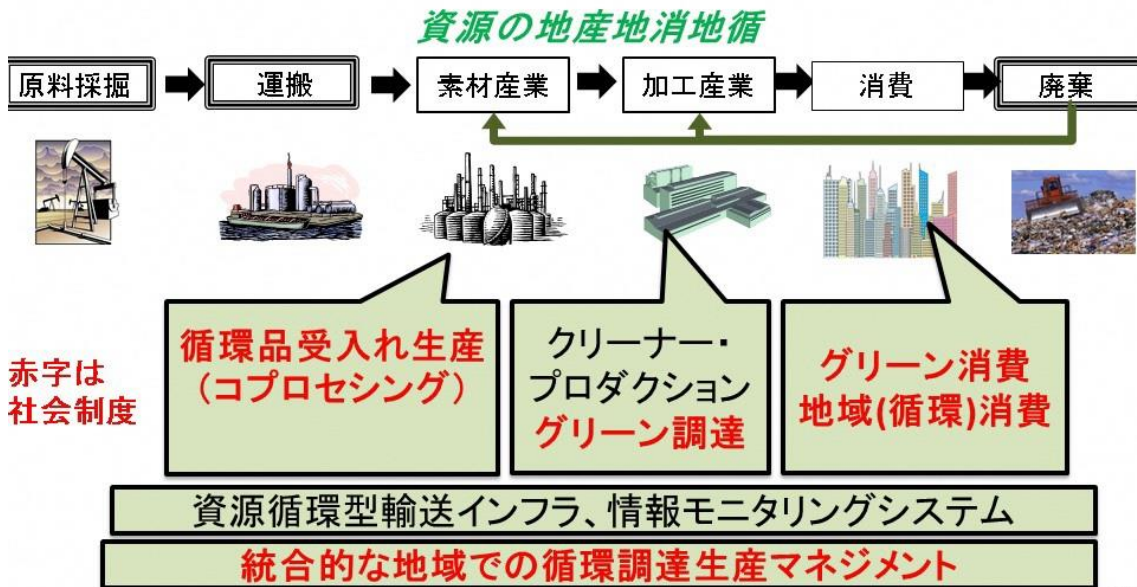 資源の地産地消地循
原料採掘
運搬
素材産業
加工産業
消費
廃棄
循環品受入れ生産
（コプロセシング）
クリーナー・
プロダクション
グリーン調達
グリーン消費
地域(循環)消費
赤字は
社会制度
資源循環型輸送インフラ、情報モニタリングシステム
統合的な地域での循環調達生産マネジメント